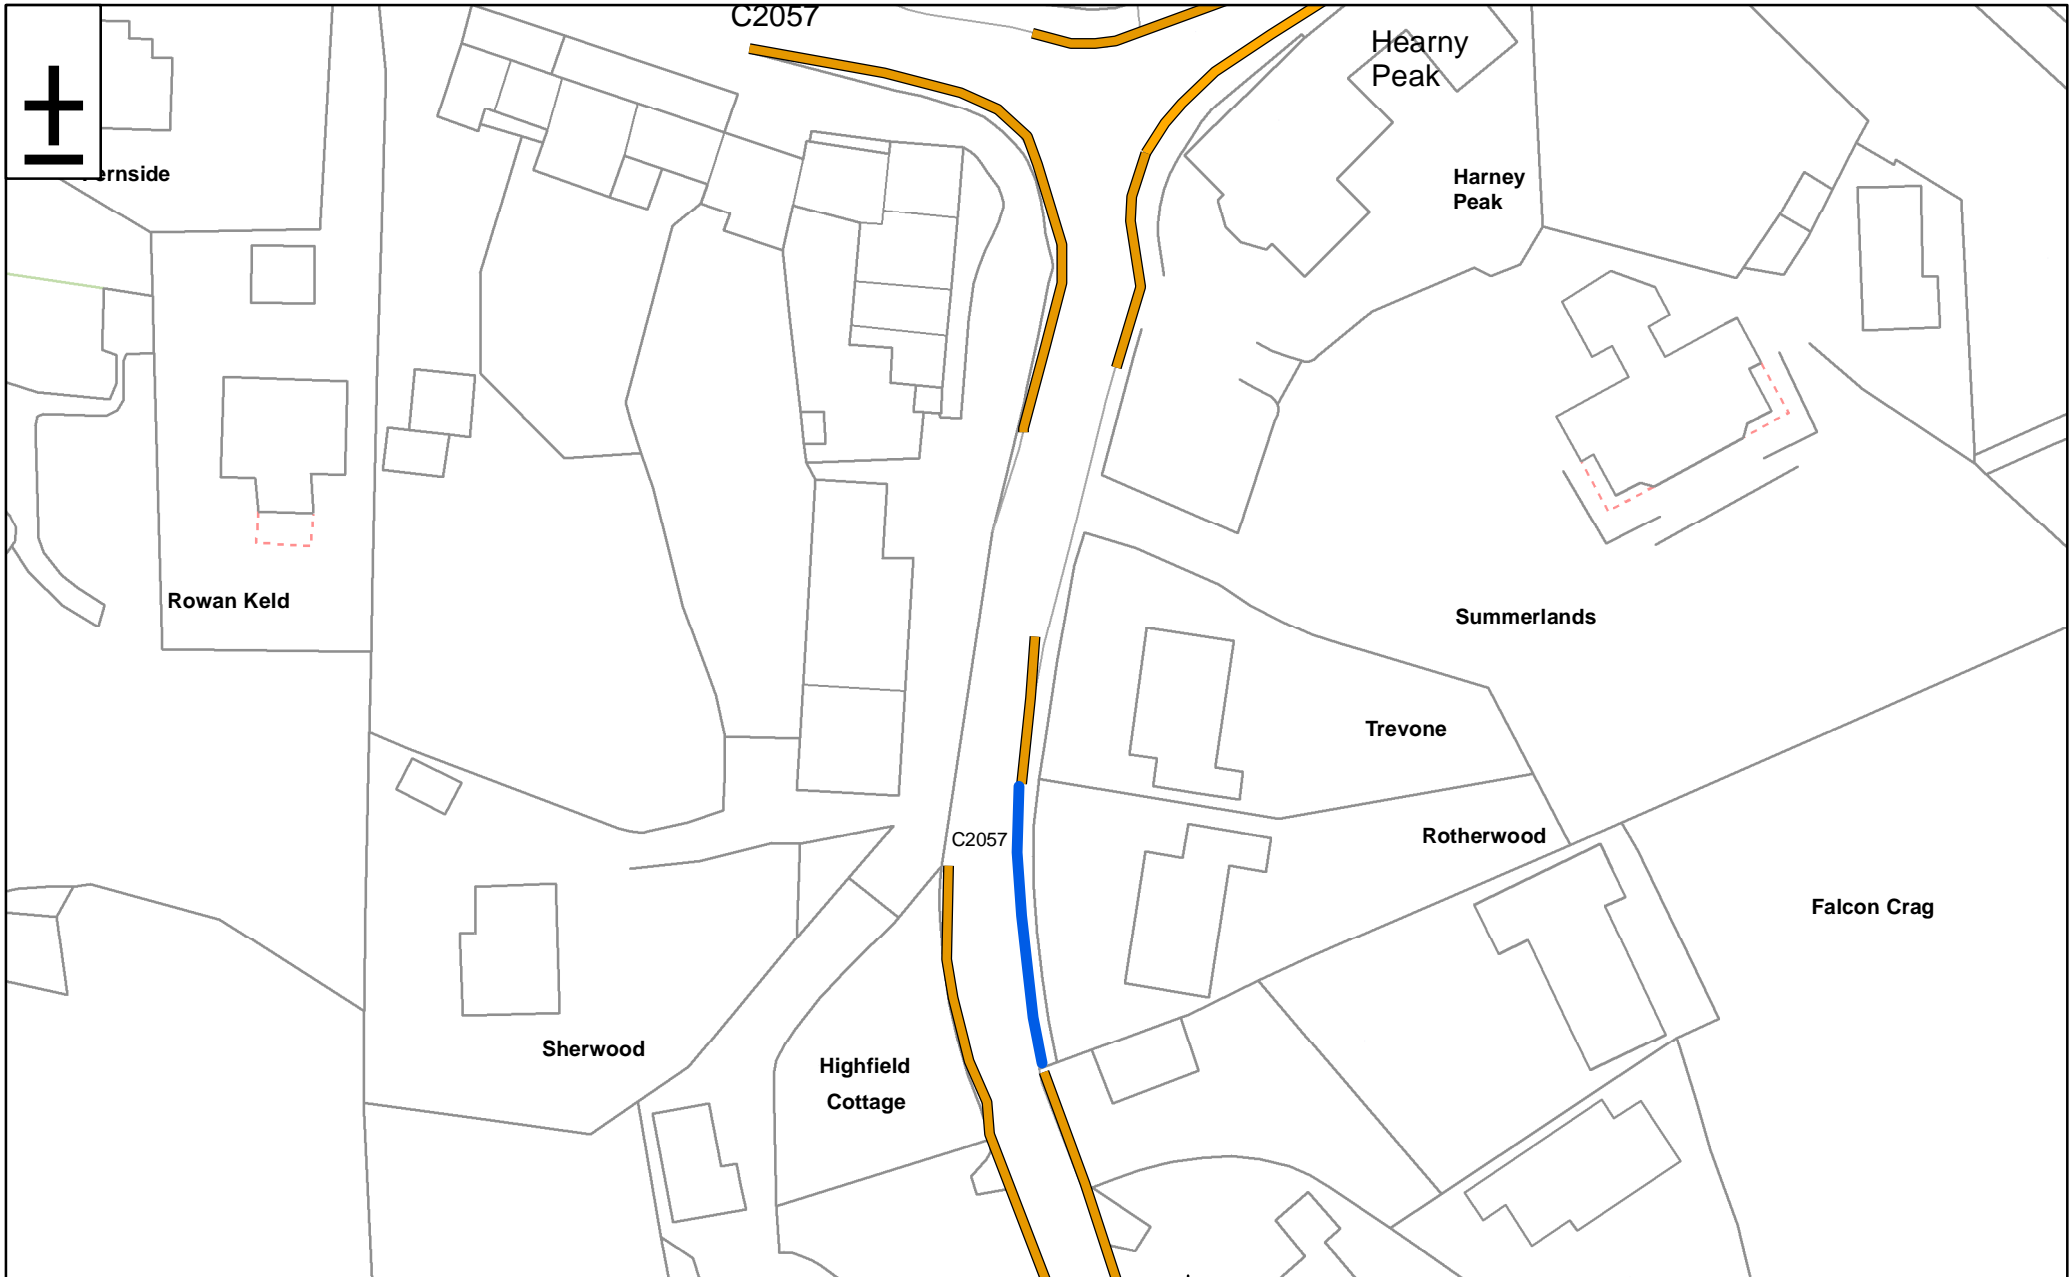 C2057
Hearny
Peak
ernside
Harney
Peak
Rowan Keld
Summerlands
Trevone
C2057
Rotherwood
Falcon Crag
Sherwood
Highfield
Cottage